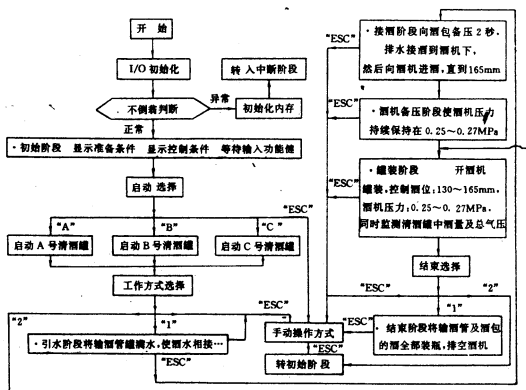 开 始
I/O 初始化
不倒翁判断
异常
初始化内存
转入中断阶段
正常
·初始阶段 显示准备条件 显示控制条件 等待输入功能键
启动选择
"ESC"
"A"
"B"
"C"
启动A号清酒罐
启动B号清酒罐
启动C号清酒罐
工作方式选择
"ESC"
"2"
"1"
·引水阶段将输酒管罐满水,使酒水相接…
"ESC"
手动操作方式
"ESC"
转初始阶段
"ESC"
·接酒阶段向酒包备压2秒,
排水接酒到酒机下,
然后向酒机进酒,直到165mm
"ESC"
·酒机备压阶段使酒机压力
持续保持在0.25~0.27MPa
"ESC"
·罐装阶段 开酒机
罐装,控制酒位:130~165mm,
酒机压力:0.25~0.27MPa.
同时监测清酒罐中酒量及总气压
结束选择
"ESC"
"2"
"1"
"ESC"
·结束阶段将输酒管及酒包
的酒全部装瓶,排空酒机